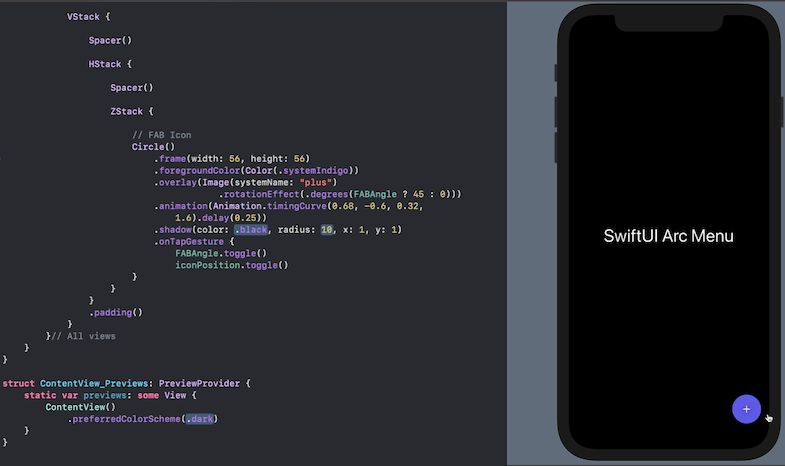 VStack {
Spacer()
HStack {
Spacer()
ZStack {
// FAB Icon
Circle()
.frame(width: 56, height: 56)
.foregroundColor(Color(.systemIndigo))
.overlay(Image(systemName: "plus")
.rotationEffect(.degrees(FABAngle ? 45 : 0)))
.animation(Animation.timingCurve(0.68, -0.6, 0.32,
1.6).delay(0.25))
.shadow(color: .black, radius: 10, x: 1, y: 1)
.onTapGesture {
FABAngle.toggle()
iconPosition.toggle()
}
}
}
.padding()
}
}// All views
}
}
struct ContentView_Previews: PreviewProvider {
static var previews: some View {
ContentView()
.preferredColorScheme(.dark)
}
}
SwiftUI Arc Menu
+